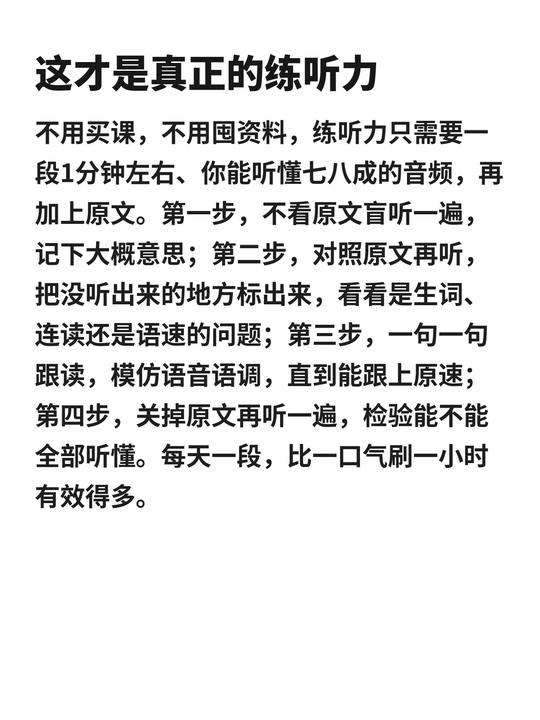 这才是真正的练听力
不用买课，不用囤资料，练听力只需要一
段1分钟左右、你能听懂七八成的音频，再
加上原文。第一步，不看原文盲听一遍，
记下大概意思；第二步，对照原文再听，
把没听出来的地方标出来，看看是生词、
连读还是语速的问题；第三步，一句一句
跟读，模仿语音语调，直到能跟上原速；
第四步，关掉原文再听一遍，检验能不能
全部听懂。每天一段，比一口气刷一小时
有效得多。